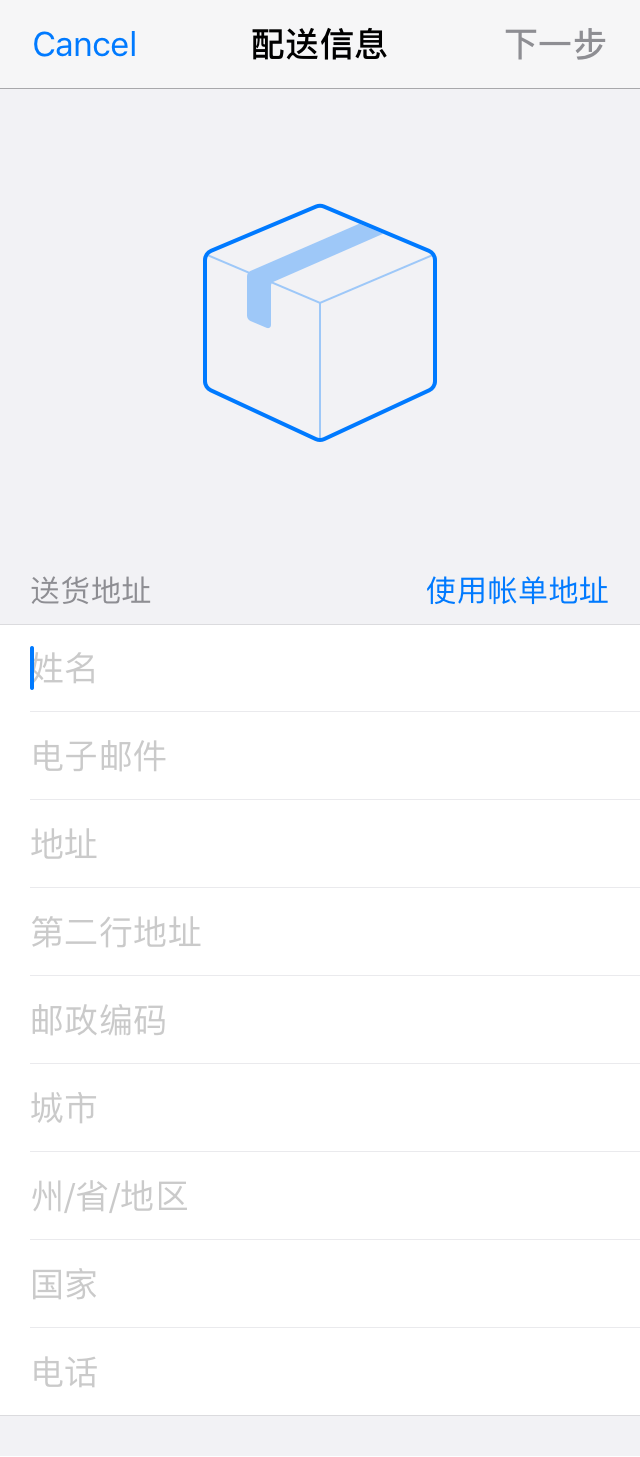 Cancel 配送信息 下一步
送货地址 使用帐单地址
姓名
电子邮件
地址
第二行地址
邮政编码
城市
州/省/地区
国家
电话